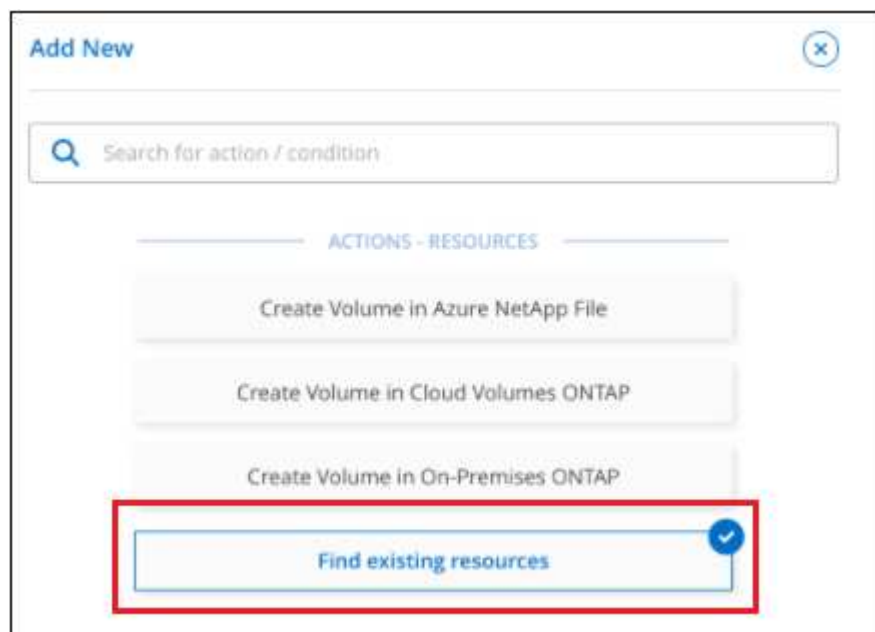 Add New
Search for action / condition
ACTIONS - RESOURCES
Create Volume in Azure NetApp File
Create Volume in Cloud Volumes ONTAP
Create Volume in On-Premises ONTAP
Find existing resources